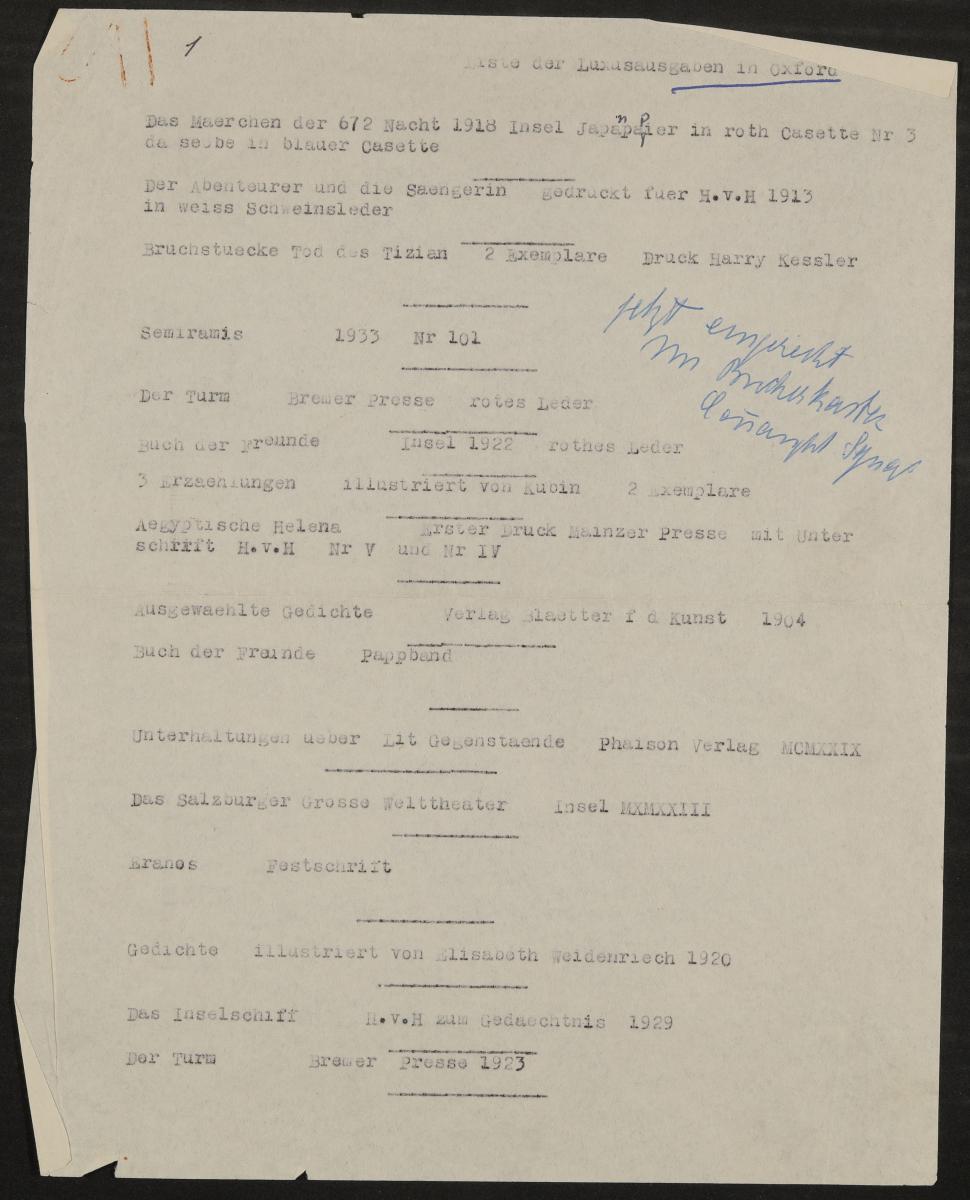 1
Liste der Luxusausgaben in Oxford
Das Maerchen der 672 Nacht 1918 Insel Japanpapier in roth Casette Nr 3
dasselbe in blauer Casette
Der Abenteurer und die Saengerin gedruckt fuer H.v.H 1913
in weiss Schweinsleder
Bruchstuecke Tod des Tizian 2 Exemplare Druck Harry Kessler
Semiramis 1933 Nr 101
jetzt eingereiht
im Bücherkasten
Der Turm Bremer Presse rotes Leder
Buch der Freunde Insel 1922 rothes Leder
3 Erzaehlungen illustriert von Kubin 2 Exemplare
Aegyptische Helena Erster Druck Mainzer Presse mit Unter
schrift H.v.H Nr V und Nr IV
Ausgewaehlte Gedichte Verlag Blaetter f d Kunst 1904
Buch der Freunde Pappband
Unterhaltungen ueber Lit Gegenstaende Phaison Verlag MCMXXIX
Das Salzburger Grosse Welttheater Insel MXMXXIII
Eranos Festschrift
Gedichte illustriert von Elisabeth Weidenriech 1920
Das Inselschiff H.v.H zum Gedaechtnis 1929
Der Turm Bremer Presse 1923